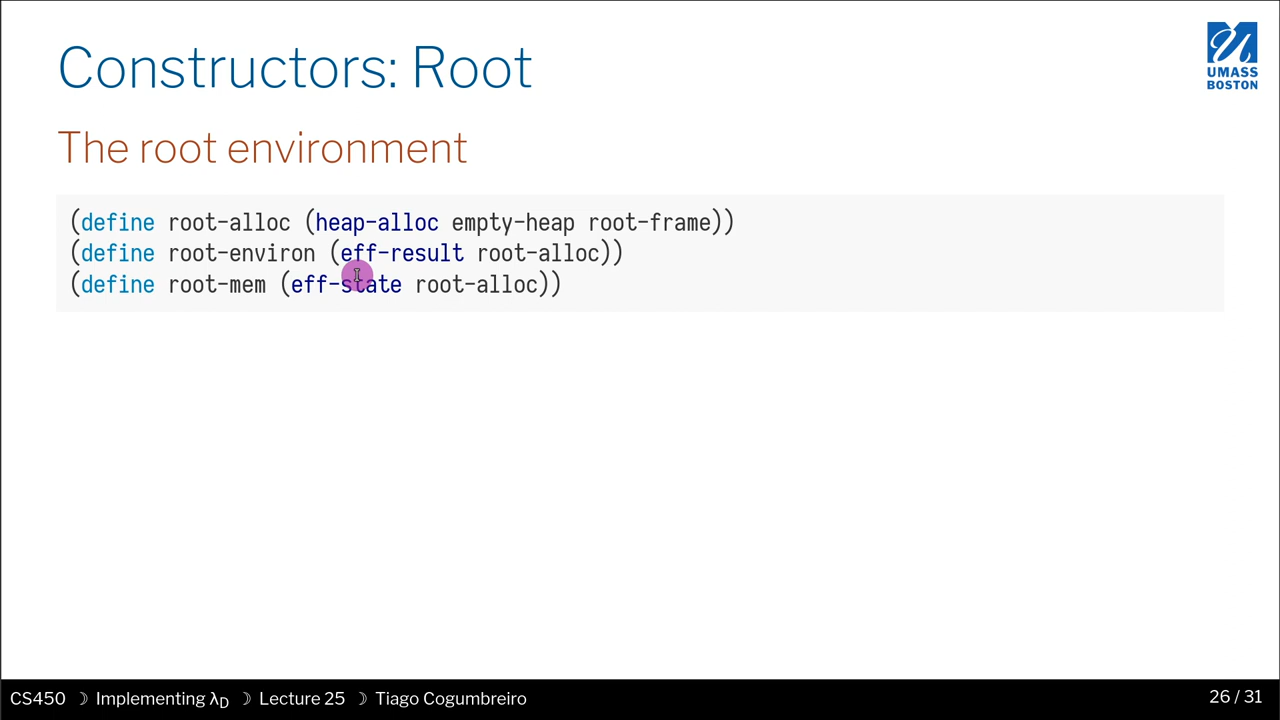 Constructors: Root
UMASS
BOSTON
The root environment
(define root-alloc (heap-alloc empty-heap root-frame))
(define root-environ (eff-result root-alloc))
(define root-mem (eff-state root-alloc))
CS450 ☽ Implementing λD ☽ Lecture 25 ☽ Tiago Cogumbreiro
26 / 31